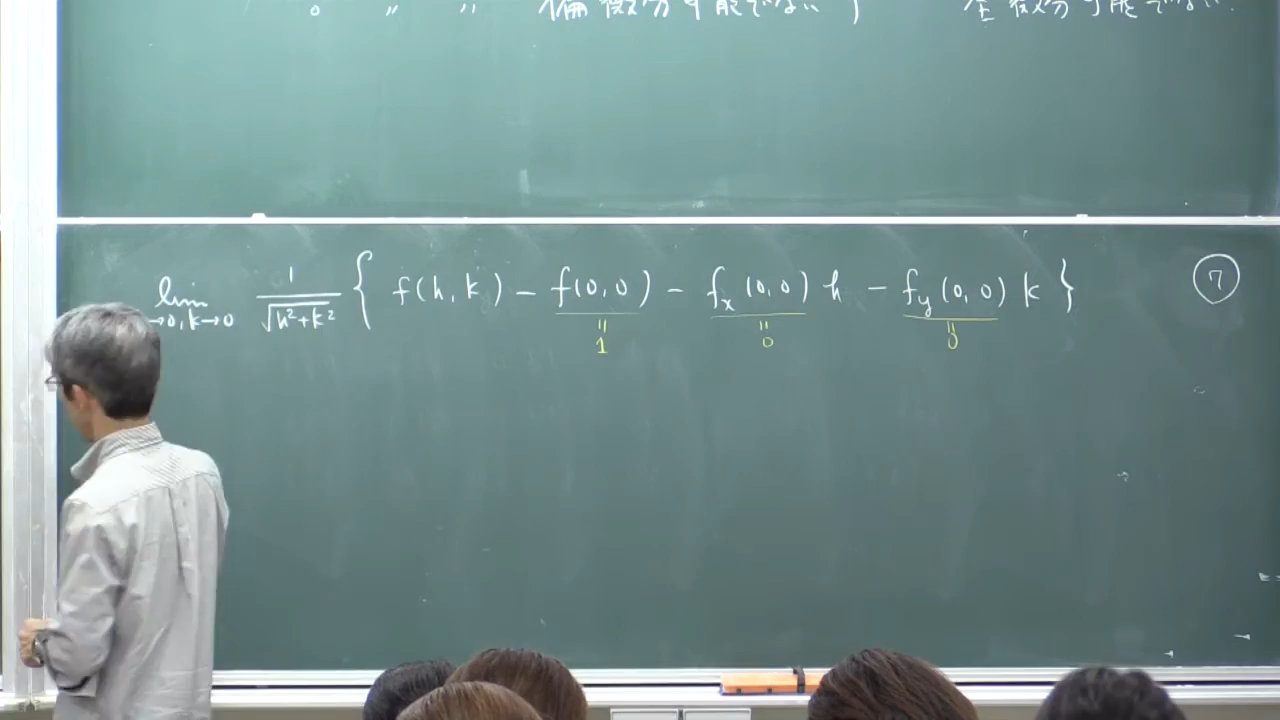 0 〃 〃 偏微分可能でない 全微分可能でない.
lim 1/√h²+k² { f(h,k) - f(0,0) - fx(0,0)h - fy(0,0)k } ⑦
→0, k→0
॥ ॥ ॥
1 0 0